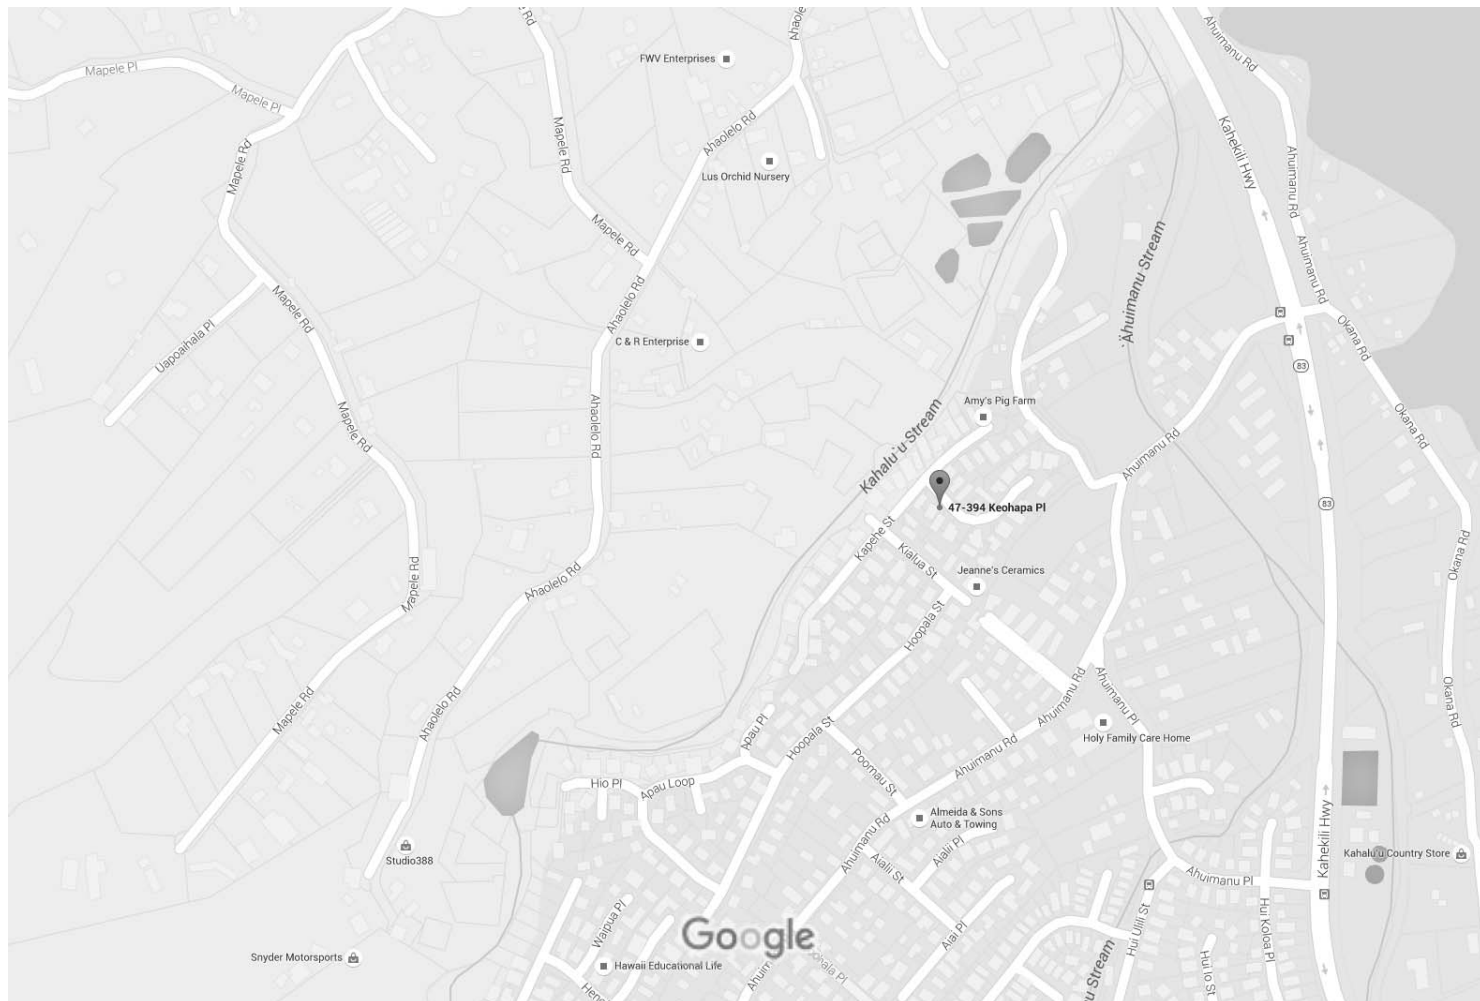 Mapele Pl
Mapele Pl
Mapele Rd
Mapele Rd
Mapele Rd
Mapele Rd
Mapele Rd
Mapele Rd
Uapoaihala Pl
Mapele Rd
Mapele Rd
Ahaolelo Rd
Ahaolelo Rd
Ahaolelo Rd
Ahaolelo Rd
Ahaolelo Rd
FWV Enterprises
Lus Orchid Nursery
C & R Enterprise
Kahalu'u Stream
Amy's Pig Farm
47-394 Keohapa Pl
Kapehe St
Kialua St
Jeanne's Ceramics
Hoopala St
Hoopala St
Apau Pl
Apau Loop
Hio Pl
Poomau St
Ahuimanu Rd
Kahekili Hwy
Ahuimanu Rd
Ahuimanu Rd
'Āhuimanu Stream
Okana Rd
Okana Rd
Okana Rd
Okana Rd
83
83
Ahuimanu Rd
Ahuimanu Rd
Ahuimanu Rd
Ahuimanu Rd
Ahuimanu Pl
Holy Family Care Home
Almeida & Sons
Auto & Towing
Aialii St
Aialii Pl
Aiai Pl
Kahekili Hwy
Kahalu'u Country Store
Ahuimanu Pl
Hui Ulili St
Hui Koloa Pl
Hui Io St
Studio388
Snyder Motorsports
Waipua Pl
Hawaii Educational Life
Google